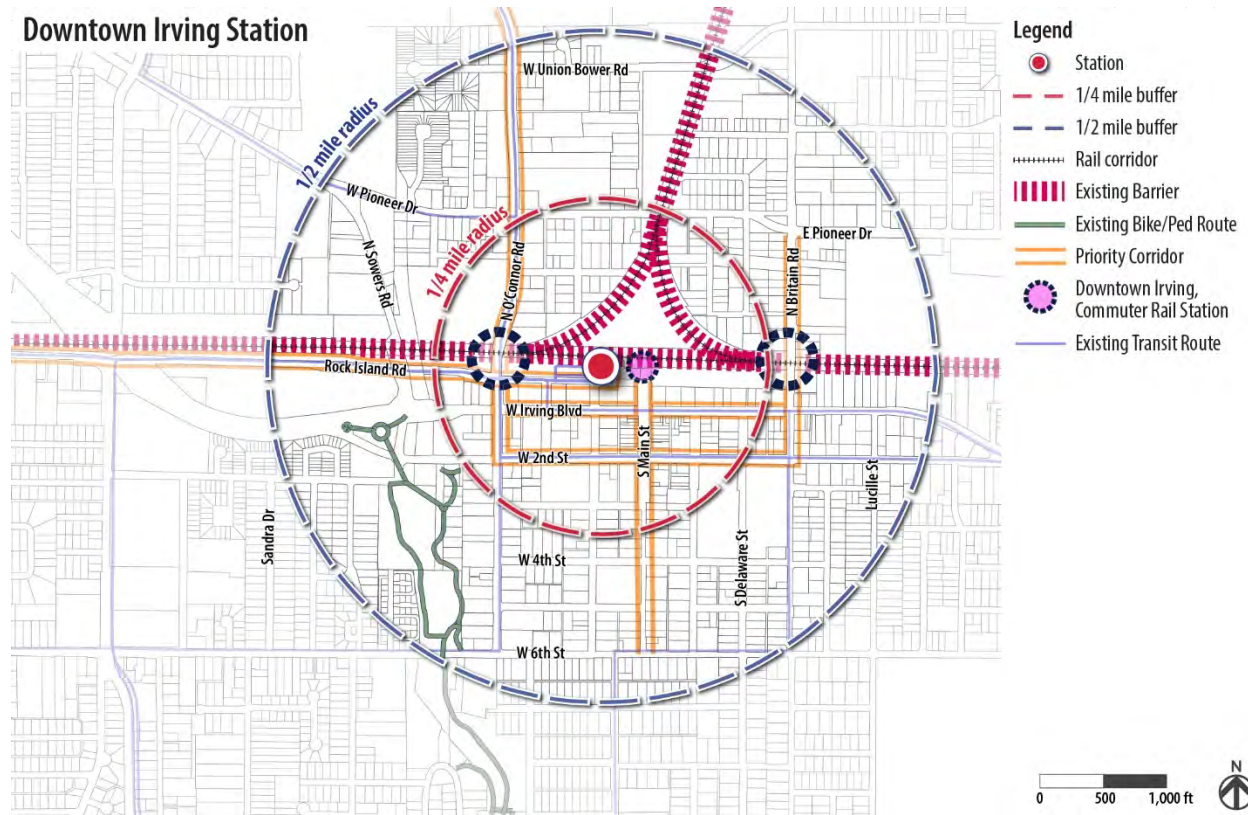 Downtown Irving Station
W Union Bower Rd
1/2 mile radius
W Pioneer Dr
1/4 mile radius
N O'Connor Rd
N Sowers Rd
E Pioneer Dr
N Britain Rd
Rock Island Rd
W Irving Blvd
W 2nd St
S Main St
Lucille St
Sandra Dr
W 4th St
S Delaware St
W 6th St
Legend
Station
1/4 mile buffer
1/2 mile buffer
Rail corridor
Existing Barrier
Existing Bike/Ped Route
Priority Corridor
Downtown Irving,
Commuter Rail Station
Existing Transit Route
0 500 1,000 ft
N